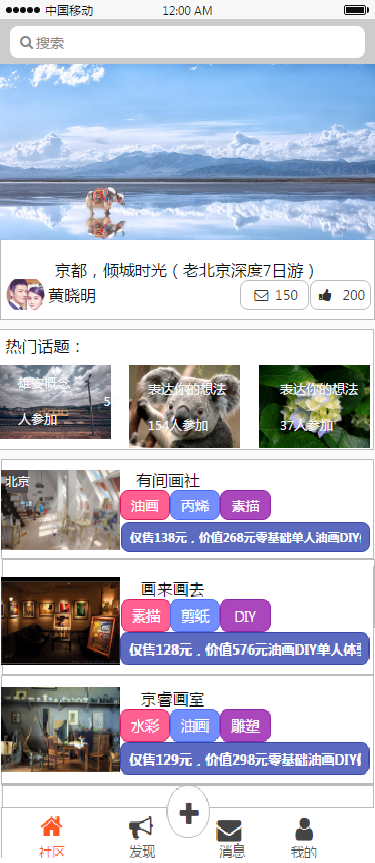 中国移动 12:00 AM
搜索
京都，倾城时光（老北京深度7日游）
黄晓明 150 200
热门话题：
雄安概念 5
人参加
表达你的想法
154人参加
表达你的想法
37人参加
北京
有间画社
油画 丙烯 素描
仅售138元，价值268元零基础单人油画DIY
画来画去
素描 剪纸 DIY
仅售128元，价值576元油画DIY单人体
京睿画室
水彩 油画 雕塑
仅售129元，价值298元零基础油画DIY
社区 发现 消息 我的